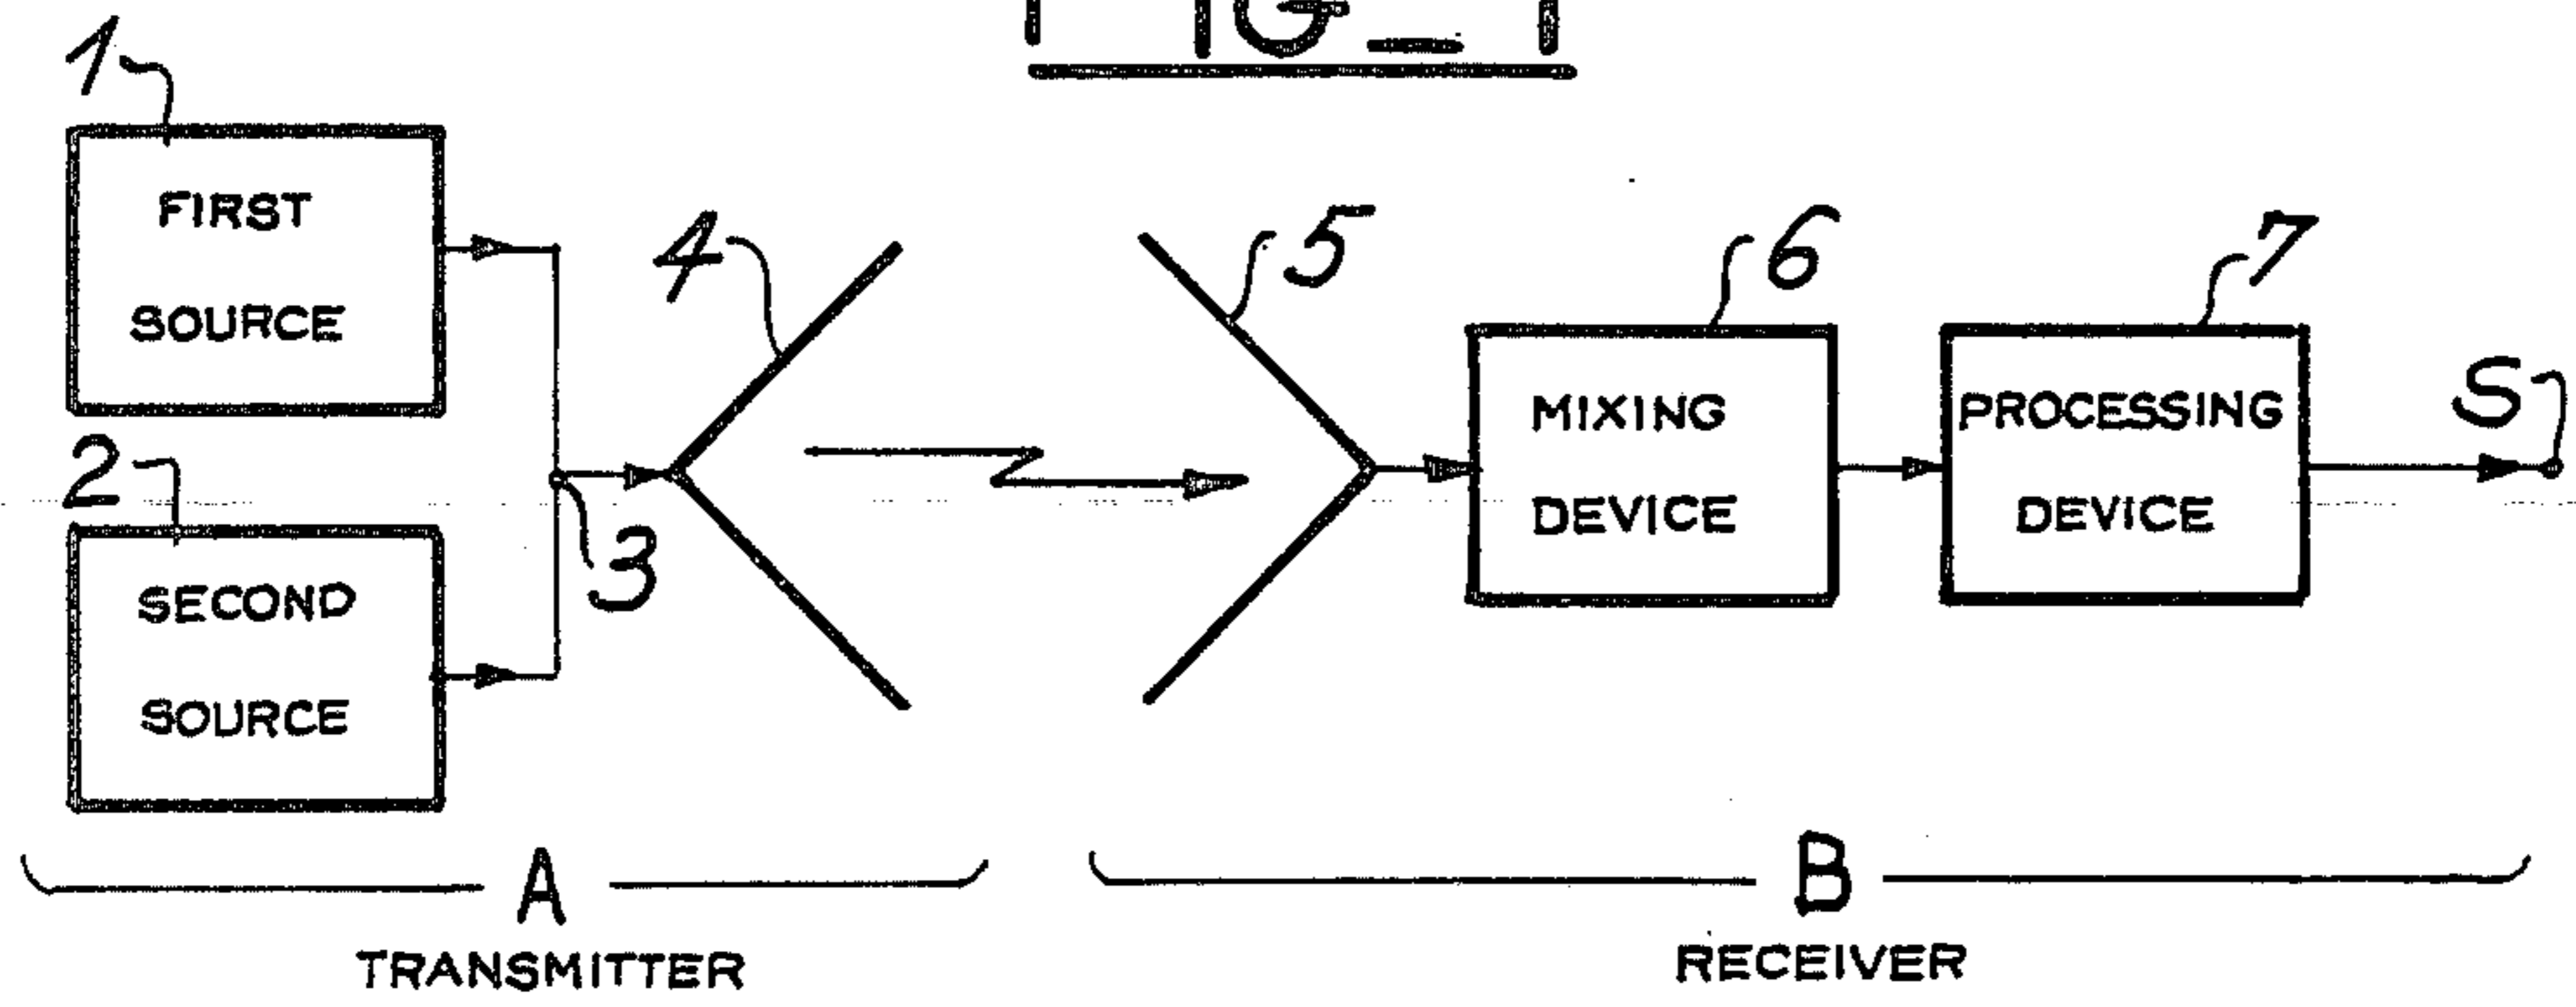 1
FIRST
SOURCE
2
SECOND
SOURCE
3
4
5
6
MIXING
DEVICE
7
PROCESSING
DEVICE
S
A
TRANSMITTER
B
RECEIVER